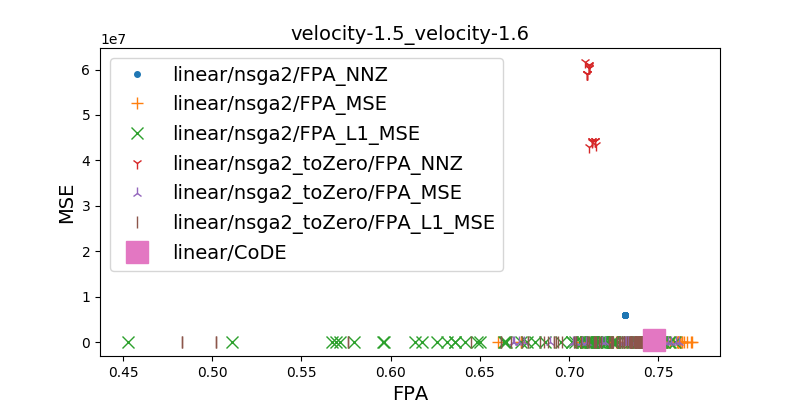 velocity-1.5_velocity-1.6
1e7
linear/nsga2/FPA_NNZ
linear/nsga2/FPA_MSE
linear/nsga2/FPA_L1_MSE
linear/nsga2_toZero/FPA_NNZ
linear/nsga2_toZero/FPA_MSE
linear/nsga2_toZero/FPA_L1_MSE
linear/CoDE
MSE
6
5
4
3
2
1
0
0.45 0.50 0.55 0.60 0.65 0.70 0.75
FPA